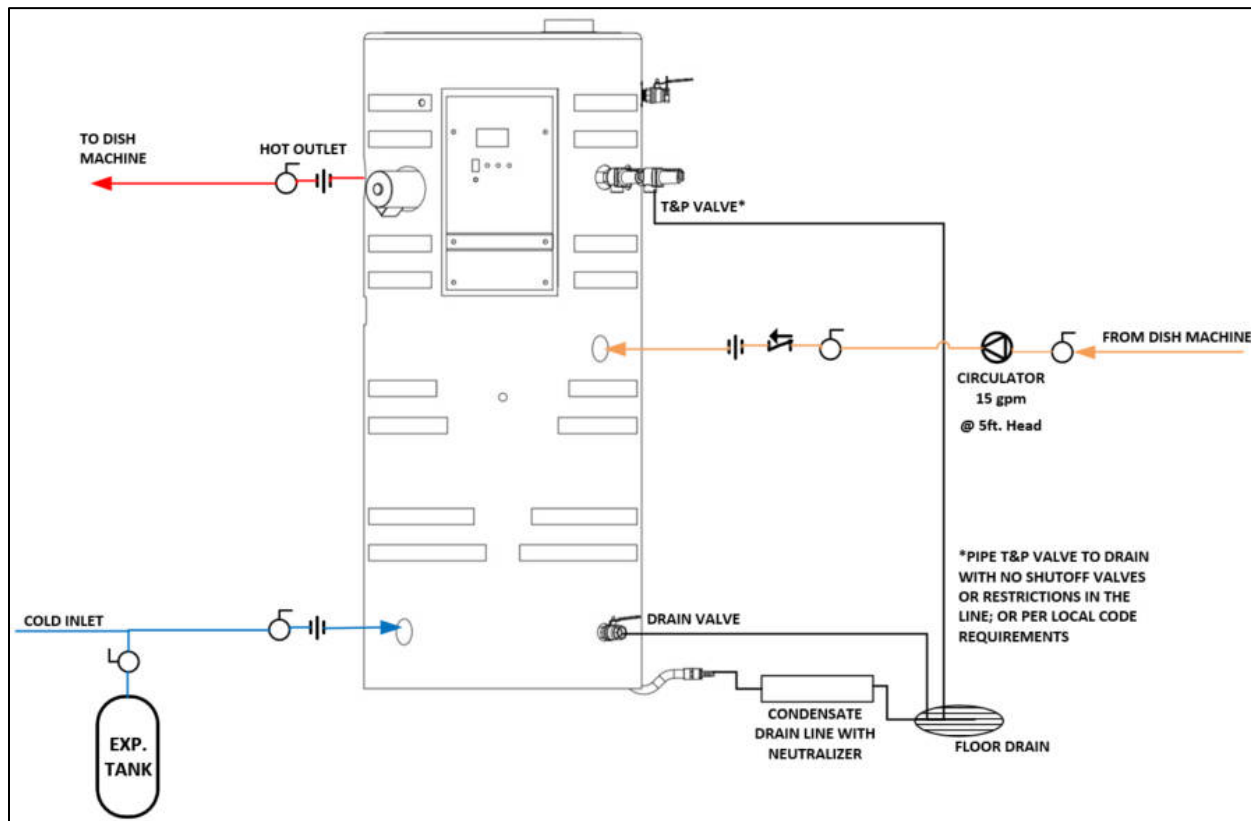 TO DISH
MACHINE
HOT OUTLET
T&P VALVE*
FROM DISH MACHINE
CIRCULATOR
15 gpm
@ 5ft. Head
*PIPE T&P VALVE TO DRAIN
WITH NO SHUTOFF VALVES
OR RESTRICTIONS IN THE
LINE; OR PER LOCAL CODE
REQUIREMENTS
COLD INLET
DRAIN VALVE
EXP.
TANK
CONDENSATE
DRAIN LINE WITH
NEUTRALIZER
FLOOR DRAIN